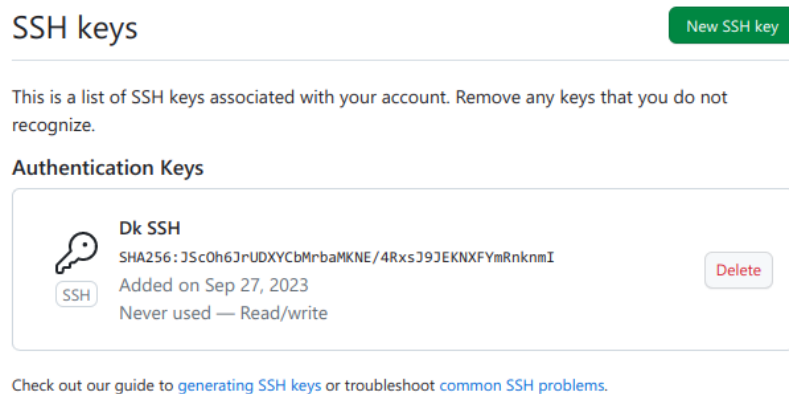 SSH keys
New SSH key
This is a list of SSH keys associated with your account. Remove any keys that you do not
recognize.
Authentication Keys
Dk SSH
SHA256:JScOh6JrUDXYCbMrbaMKNE/4RxsJ9JEKNXFYmRnknmI
Added on Sep 27, 2023
Never used — Read/write
SSH
Delete
Check out our guide to generating SSH keys or troubleshoot common SSH problems.